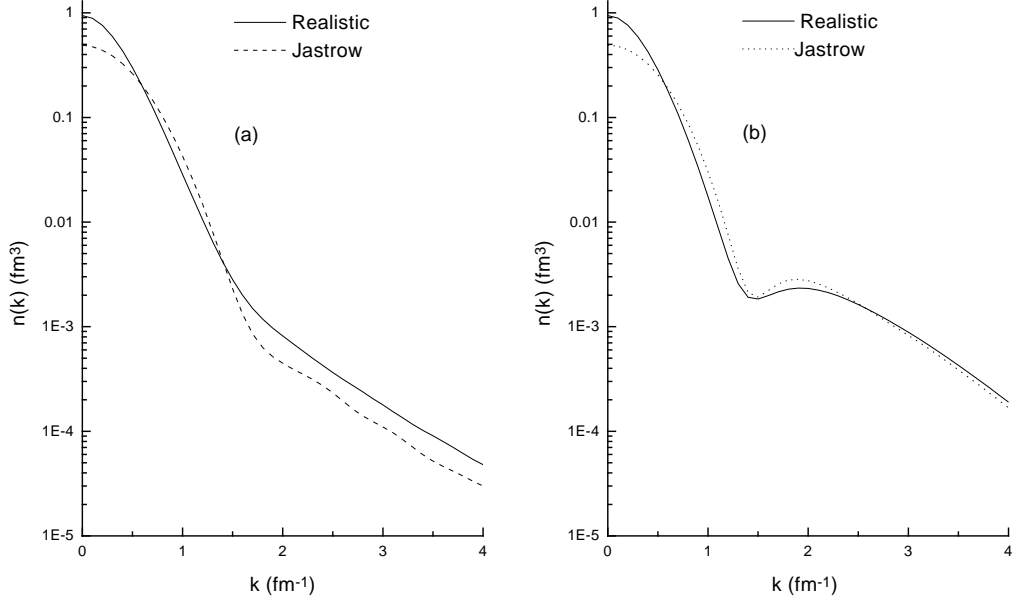 Realistic
Jastrow
(a)
1
0.1
0.01
1E-3
1E-4
1E-5
n(k) (fm³)
0 1 2 3 4
k (fm⁻¹)
Realistic
Jastrow
(b)
1
0.1
0.01
1E-3
1E-4
1E-5
n(k) (fm³)
0 1 2 3 4
k (fm⁻¹)